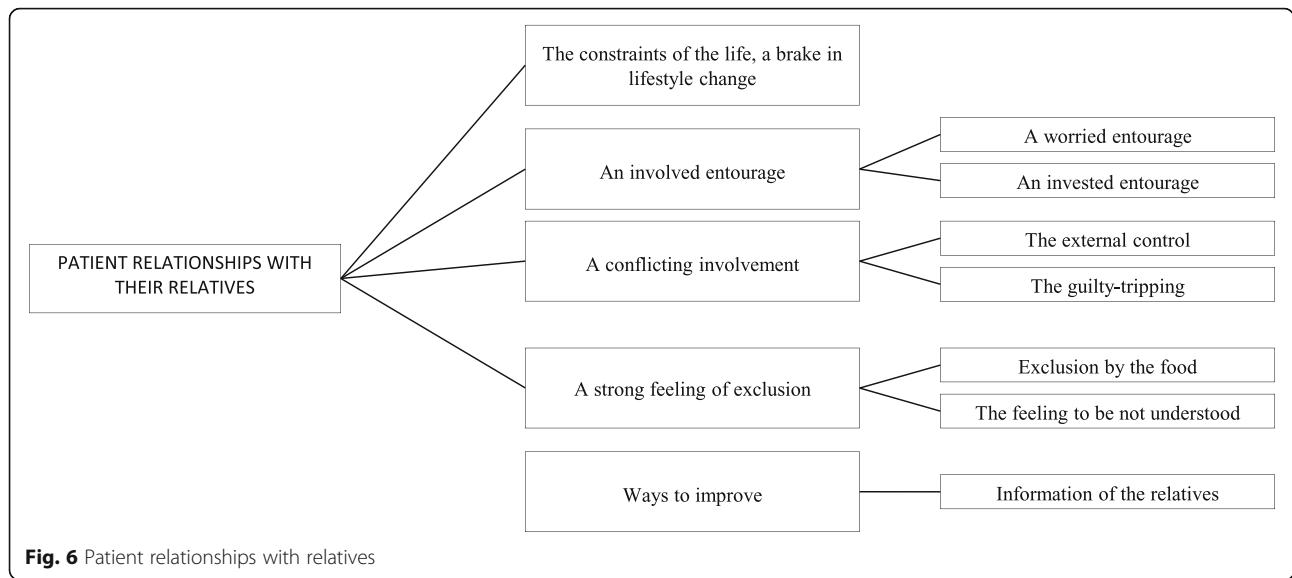 The constraints of the life, a brake in
lifestyle change
A worried entourage
An involved entourage
An invested entourage
The external control
PATIENT RELATIONSHIPS WITH
THEIR RELATIVES
A conflicting involvement
The guilty-tripping
Exclusion by the food
A strong feeling of exclusion
The feeling to be not understood
Ways to improve
Information of the relatives
Fig. 6 Patient relationships with relatives